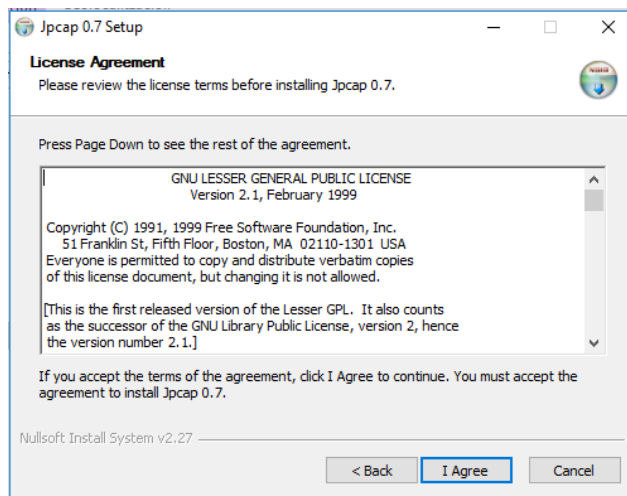 Jpcap 0.7 Setup
License Agreement
Please review the license terms before installing Jpcap 0.7.
Press Page Down to see the rest of the agreement.
GNU LESSER GENERAL PUBLIC LICENSE
Version 2.1, February 1999
Copyright (C) 1991, 1999 Free Software Foundation, Inc.
51 Franklin St, Fifth Floor, Boston, MA 02110-1301 USA
Everyone is permitted to copy and distribute verbatim copies
of this license document, but changing it is not allowed.
[This is the first released version of the Lesser GPL. It also counts
as the successor of the GNU Library Public License, version 2, hence
the version number 2.1.]
If you accept the terms of the agreement, click I Agree to continue. You must accept the
agreement to install Jpcap 0.7.
Nullsoft Install System v2.27
< Back
I Agree
Cancel